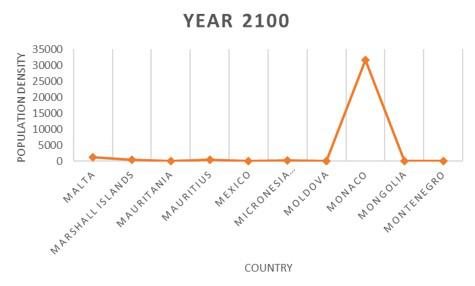 YEAR 2100
POPULATION DENSITY
35000
30000
25000
20000
15000
10000
5000
0
MALTA
MARSHALL ISLANDS
MAURITANIA
MAURITIUS
MEXICO
MICRONESIA...
MOLDOVA
MONACO
MONGOLIA
MONTENEGRO
COUNTRY